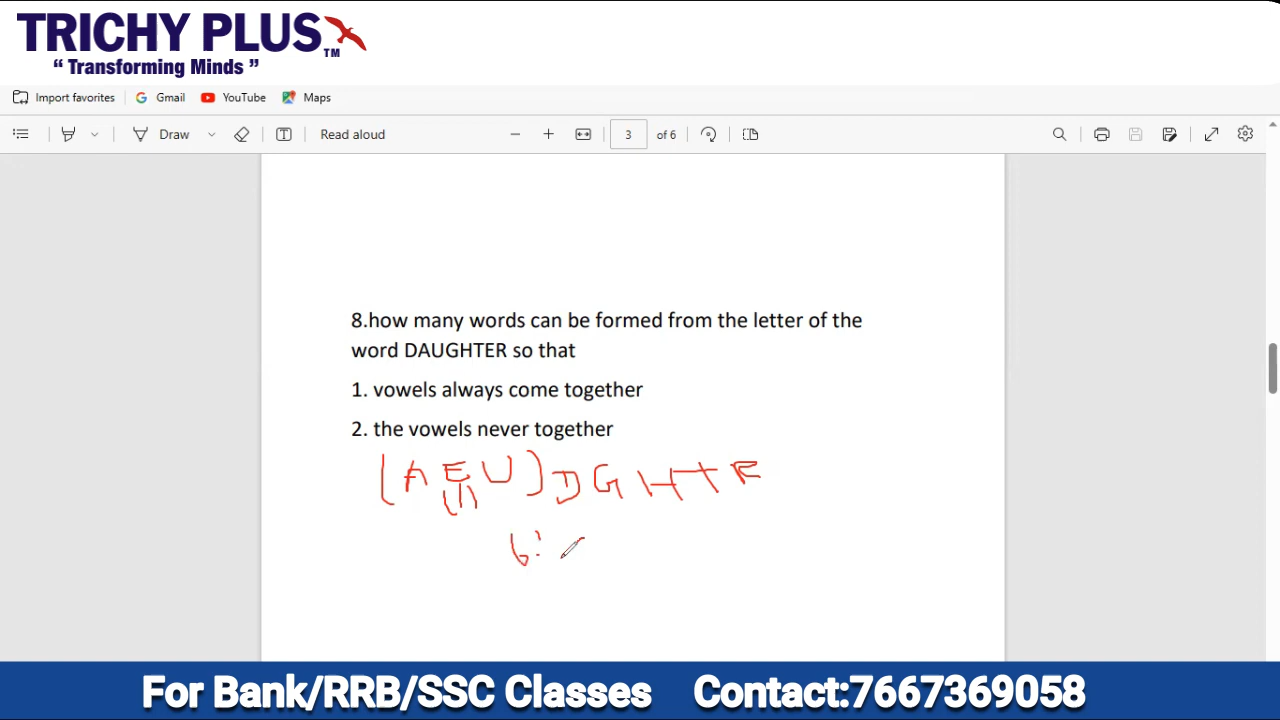 TRICHY PLUS TM
“ Transforming Minds ”
Import favorites Gmail YouTube Maps
Draw Read aloud 3 of 6
8.how many words can be formed from the letter of the
word DAUGHTER so that
1. vowels always come together
2. the vowels never together
(A E U) D G H T R
(1)
6!
For Bank/RRB/SSC Classes Contact:7667369058